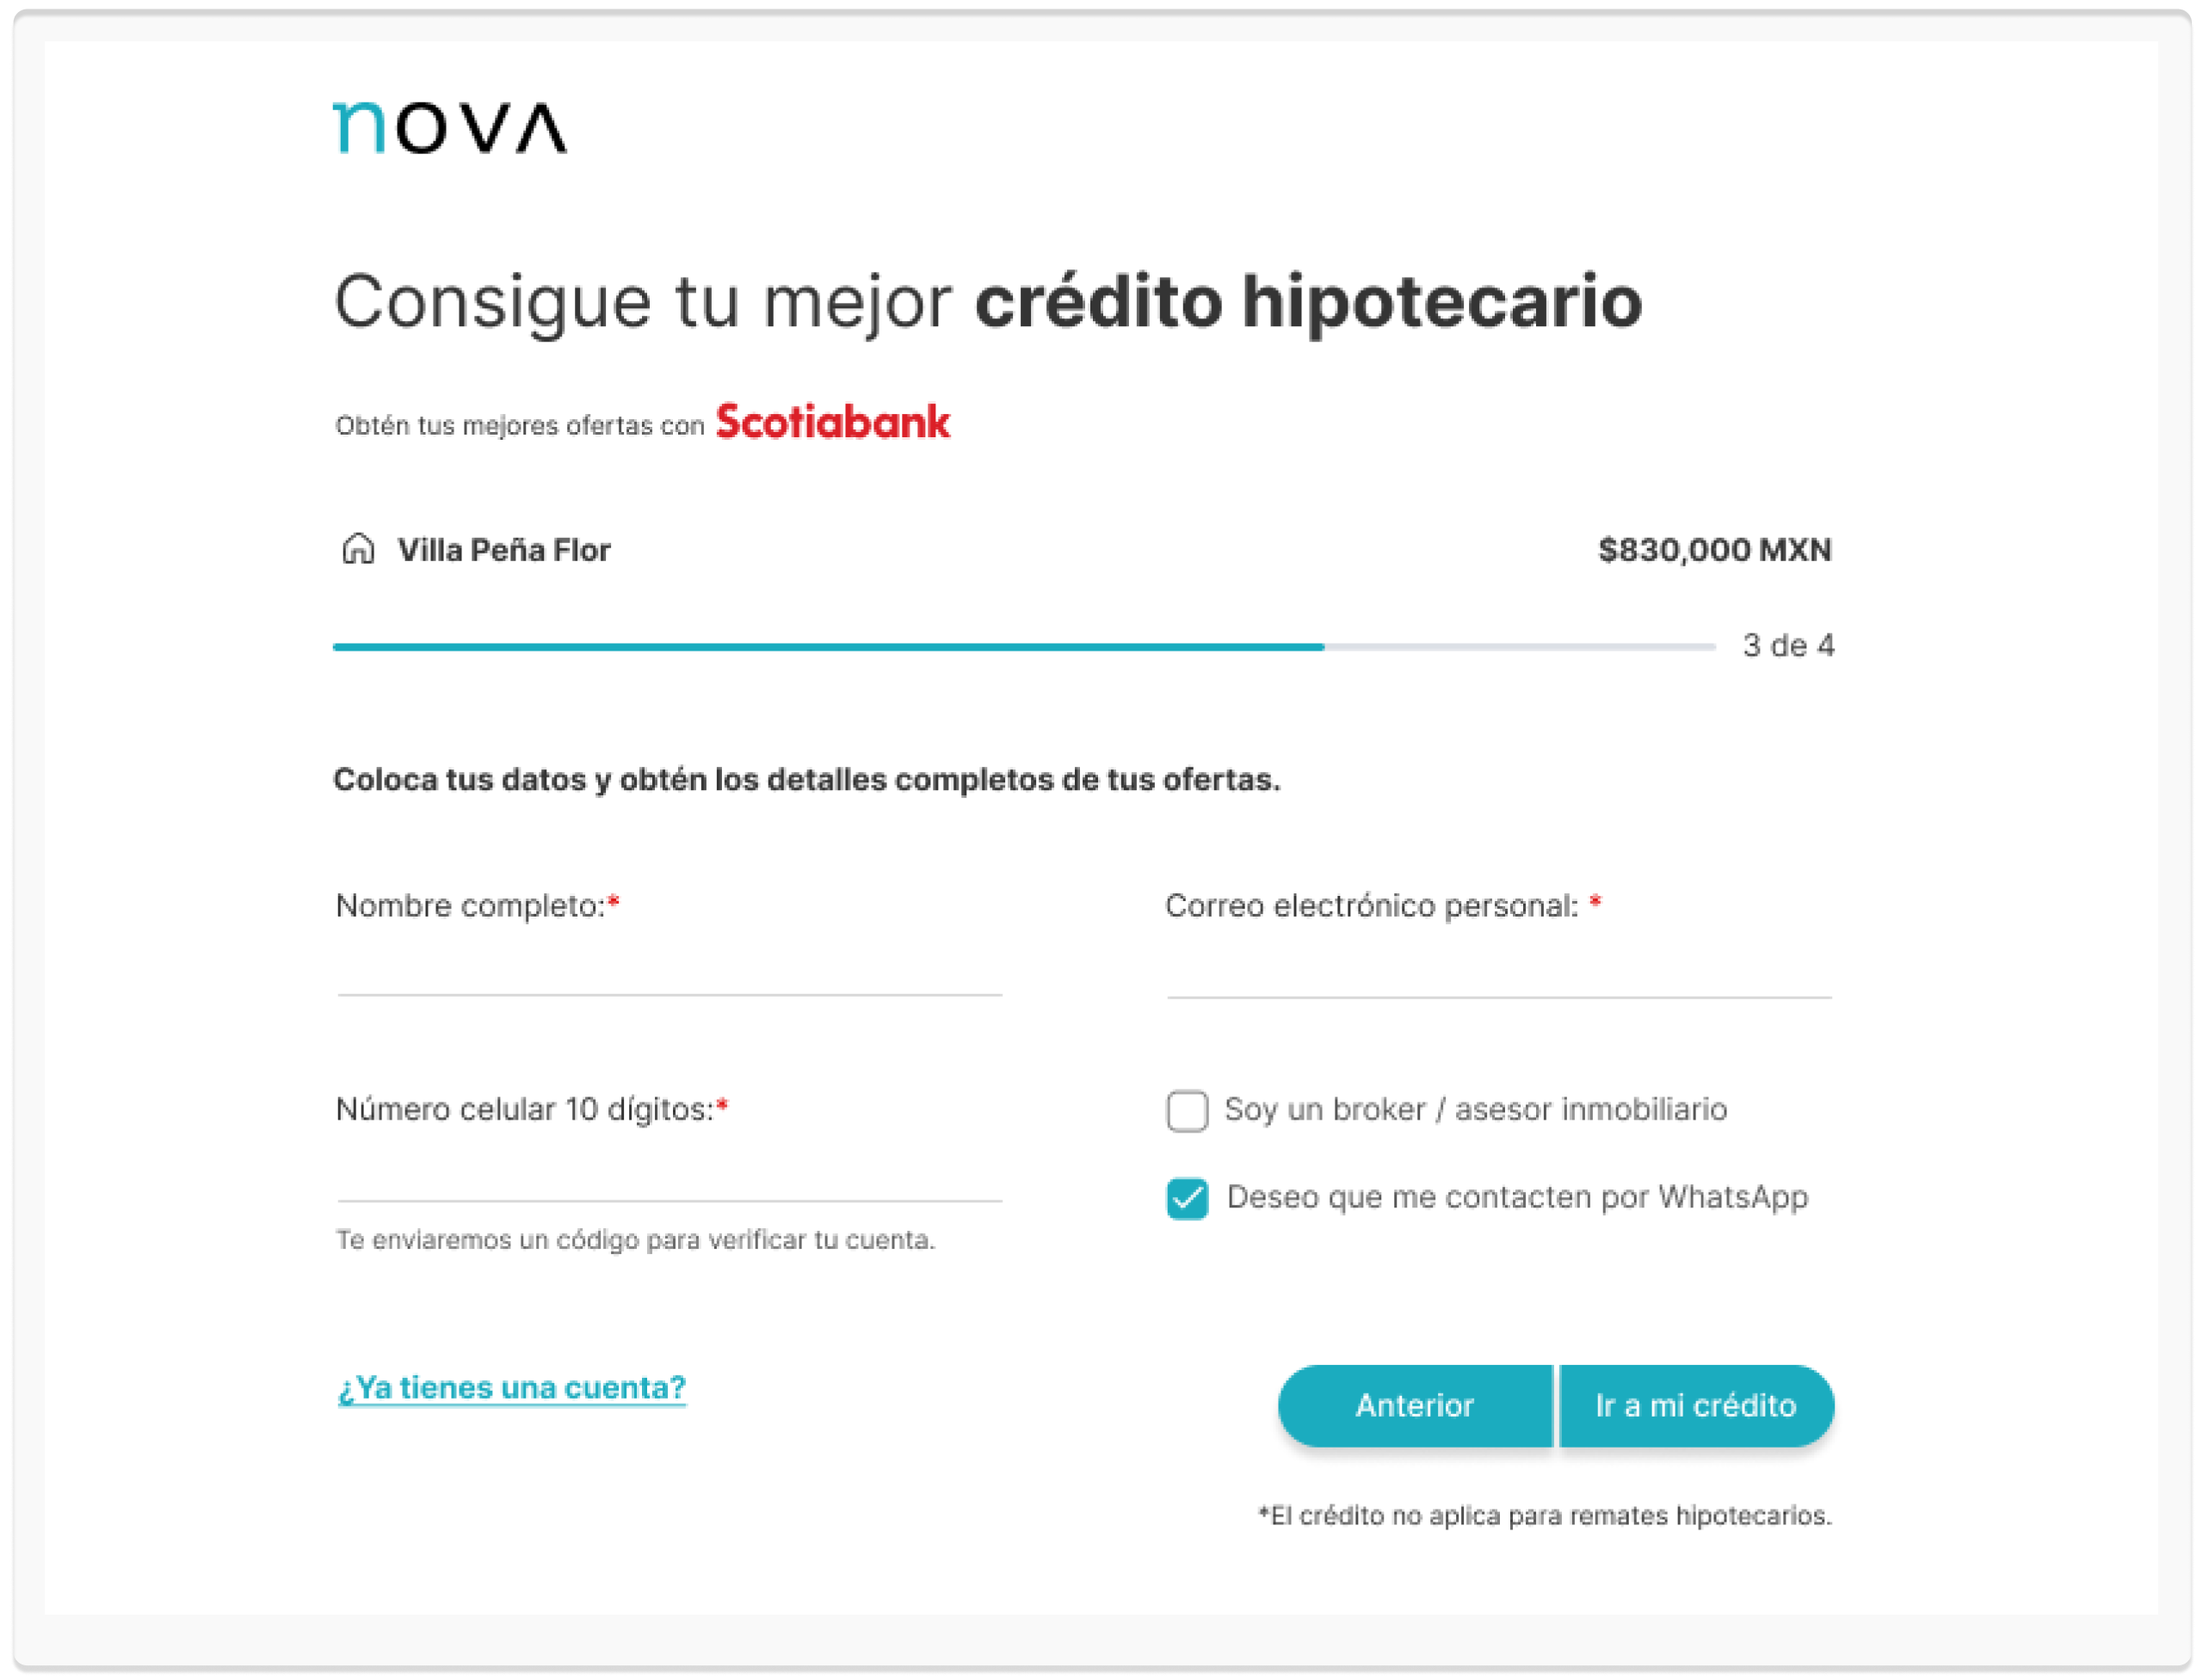 nova
Consigue tu mejor crédito hipotecario
Obtén tus mejores ofertas con Scotiabank
Villa Peña Flor $830,000 MXN
3 de 4
Coloca tus datos y obtén los detalles completos de tus ofertas.
Nombre completo:* Correo electrónico personal: *
Número celular 10 dígitos:* Soy un broker / asesor inmobiliario
Deseo que me contacten por WhatsApp
Te enviaremos un código para verificar tu cuenta.
¿Ya tienes una cuenta? Anterior Ir a mi crédito
*El crédito no aplica para remates hipotecarios.